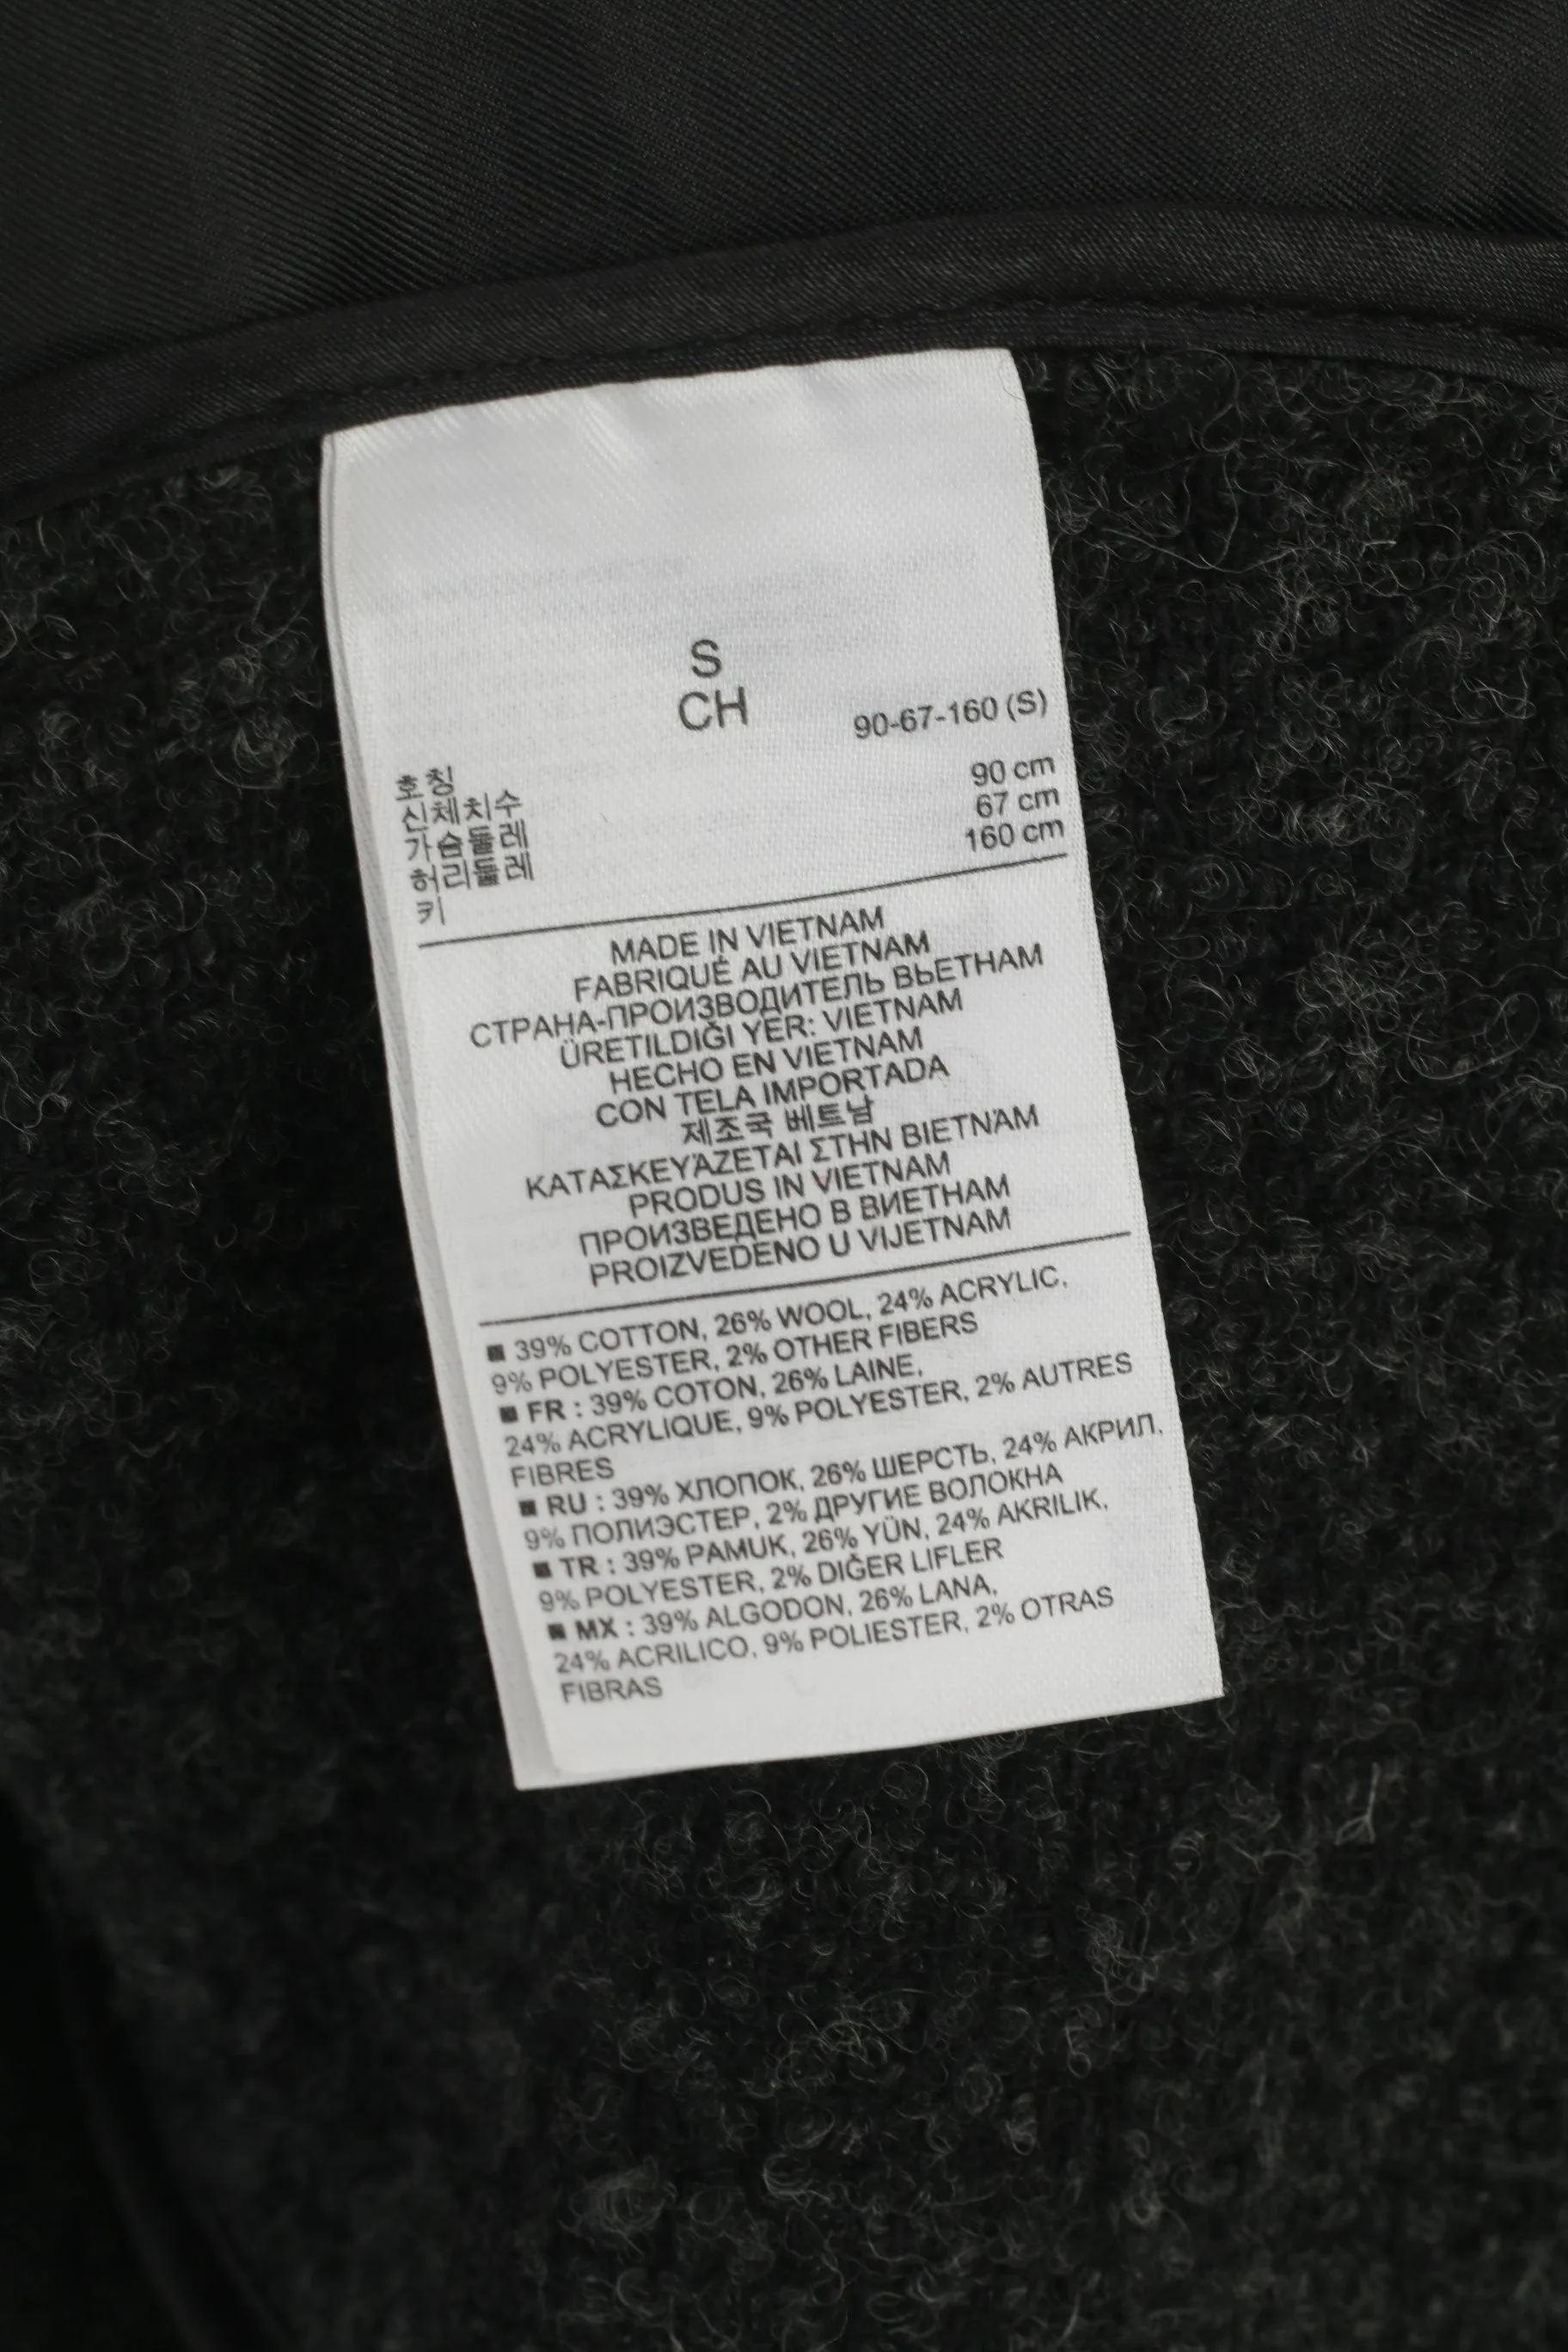 S
CH
호칭 90-67-160 (S)
신체치수
가슴둘레 90 cm
허리둘레 67 cm
키 160 cm
MADE IN VIETNAM
FABRIQUÉ AU VIETNAM
СТРАНА-ПРОИЗВОДИТЕЛЬ ВЬЕТНАМ
ÜRETILDIĞI YER: VIETNAM
HECHO EN VIETNAM
CON TELA IMPORTADA
제조국 베트남
ΚΑΤΑΣΚΕΥΆΖΕΤΑΙ ΣΤΗΝ ΒΙΕΤΝΆΜ
PRODUS IN VIETNAM
ПРОИЗВЕДЕНО В ВИЕТНАМ
PROIZVEDENO U VIJETNAM
■ 39% COTTON, 26% WOOL, 24% ACRYLIC,
9% POLYESTER, 2% OTHER FIBERS
■ FR : 39% COTON, 26% LAINE,
24% ACRYLIQUE, 9% POLYESTER, 2% AUTRES
FIBRES
■ RU : 39% ХЛОПОК, 26% ШЕРСТЬ, 24% АКРИЛ,
9% ПОЛИЭСТЕР, 2% ДРУГИЕ ВОЛОКНА
■ TR : 39% PAMUK, 26% YÜN, 24% AKRILIK,
9% POLYESTER, 2% DIĞER LIFLER
■ MX : 39% ALGODON, 26% LANA,
24% ACRILICO, 9% POLIESTER, 2% OTRAS
FIBRAS